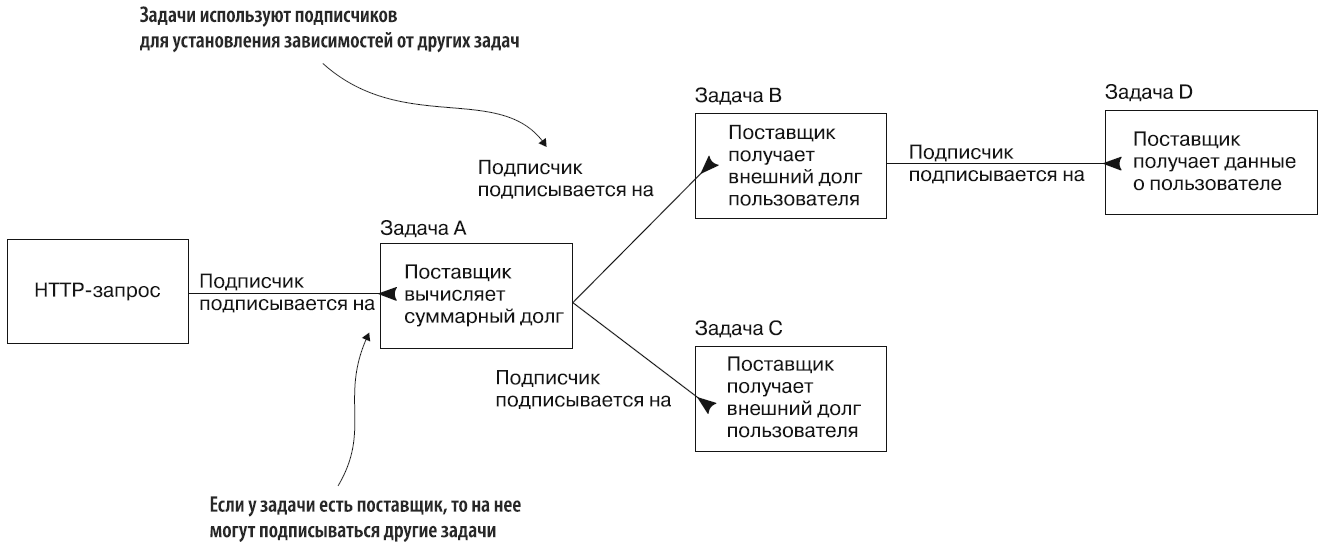 Задачи используют подписчиков
для установления зависимостей от других задач
Подписчик
подписывается на
Задача B
Поставщик
получает
внешний долг
пользователя
Подписчик
подписывается на
Задача D
Поставщик
получает данные
о пользователе
HTTP-запрос
Подписчик
подписывается на
Задача A
Поставщик
вычисляет
суммарный долг
Подписчик
подписывается на
Задача C
Поставщик
получает
внешний долг
пользователя
Если у задачи есть поставщик, то на нее
могут подписываться другие задачи